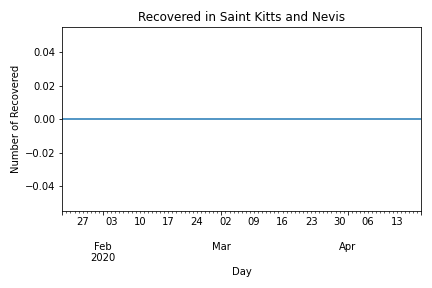 Recovered in Saint Kitts and Nevis
Number of Recovered
0.04
0.02
0.00
−0.02
−0.04
27 03 10 17 24 02 09 16 23 30 06 13
Feb Mar Apr
2020
Day